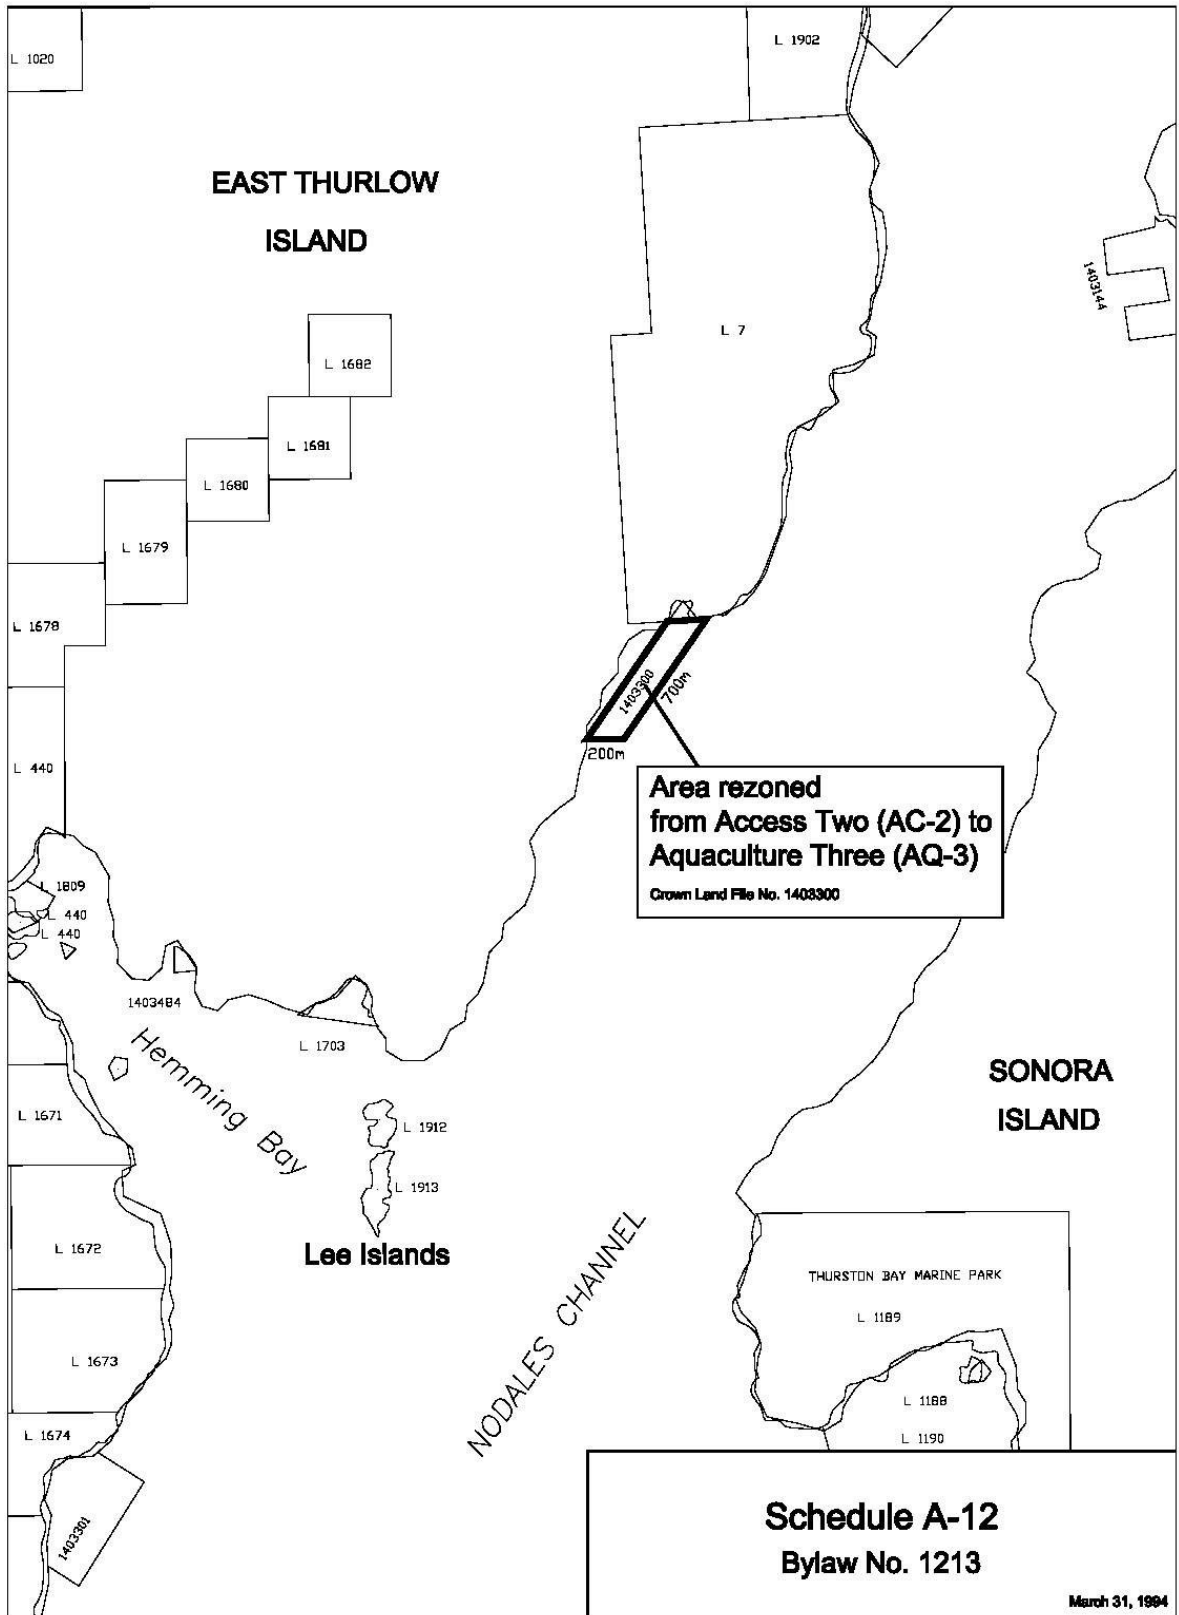 L 1020
L 1902
EAST THURLOW
ISLAND
1403144
L 7
L 1682
L 1681
L 1680
L 1679
L 1678
1403300
700m
200m
L 440
Area rezoned
from Access Two (AC-2) to
Aquaculture Three (AQ-3)
Crown Land File No. 1403300
L 1809
L 440
L 440
1403484
Hemming Bay
L 1703
SONORA
ISLAND
L 1671
L 1912
L 1913
Lee Islands
NODALES CHANNEL
L 1672
THURSTON BAY MARINE PARK
L 1189
L 1673
L 1188
L 1190
L 1674
1403301
Schedule A-12
Bylaw No. 1213
March 31, 1994